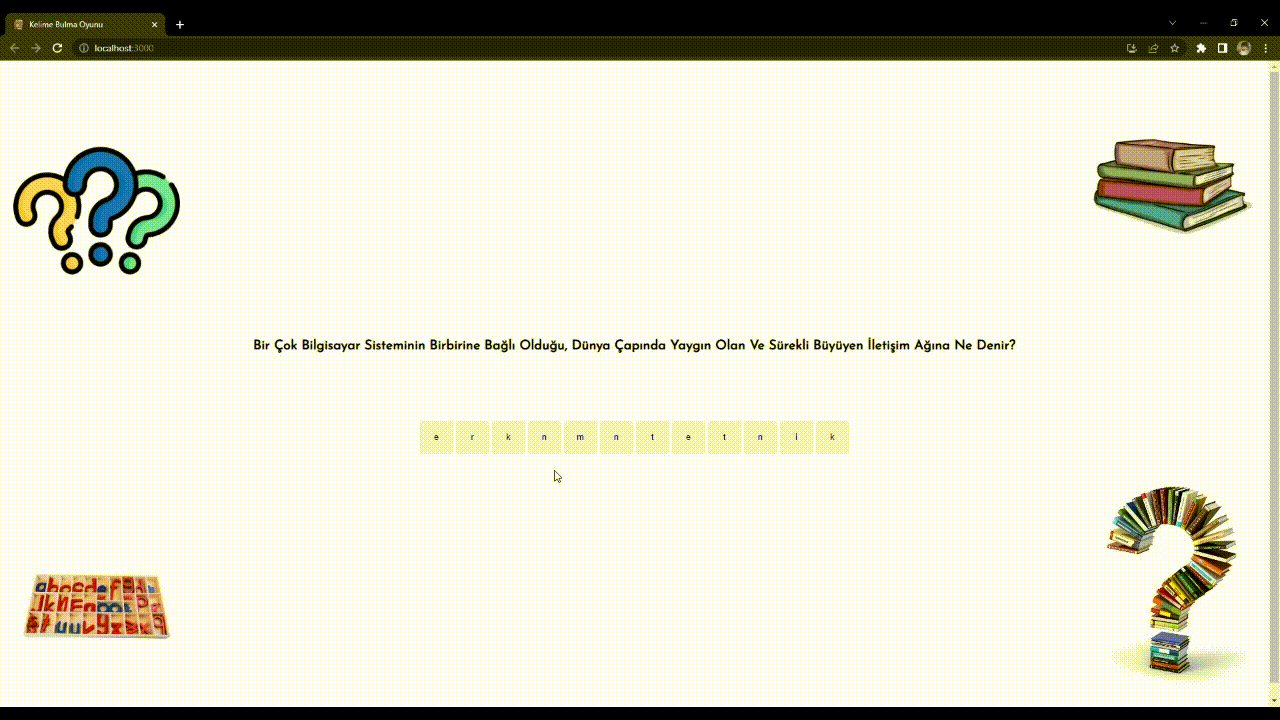 Kelime Bulma Oyunu
localhost:3000
Bir Çok Bilgisayar Sisteminin Birbirine Bağlı Olduğu, Dünya Çapında Yaygın Olan Ve Sürekli Büyüyen İletişim Ağına Ne Denir?
e r k n m n t e t n i k